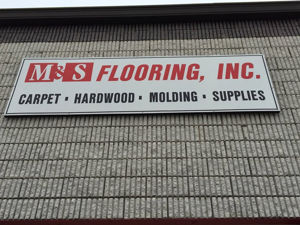 M&S FLOORING, INC.
CARPET · HARDWOOD · MOLDING · SUPPLIES